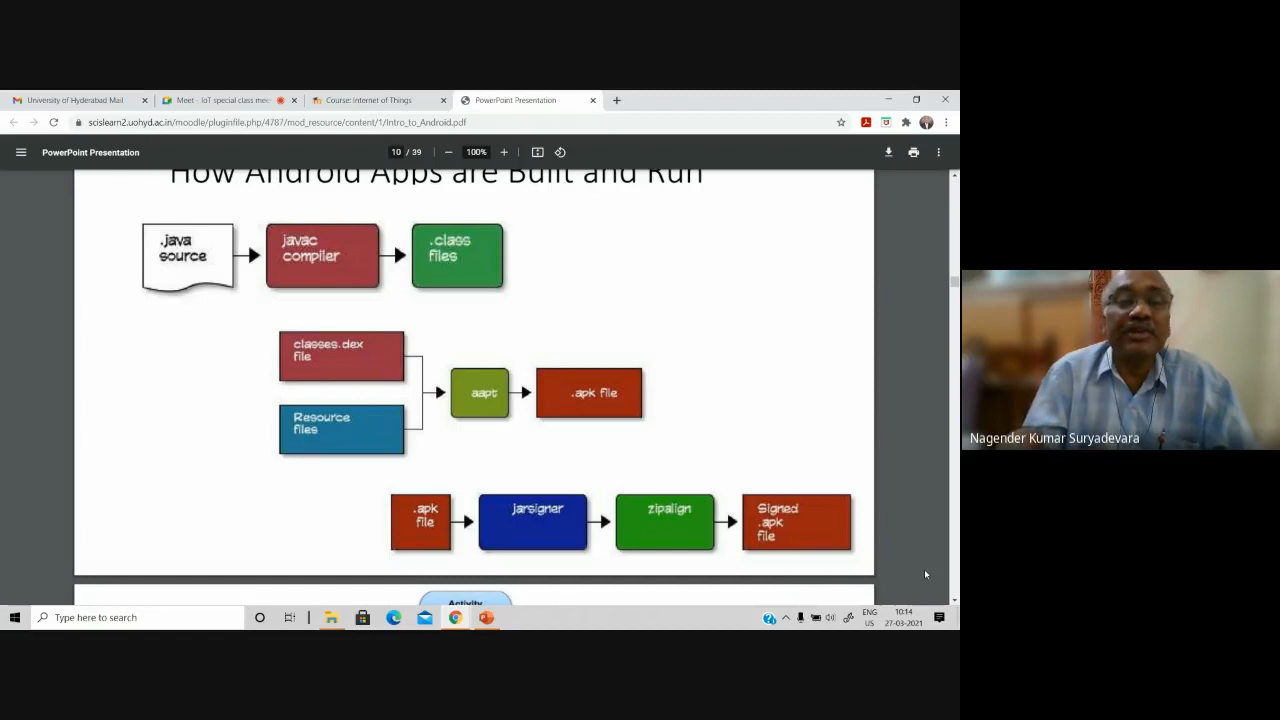 University of Hyderabad Mail
Meet - IoT special class mee
Course: Internet of Things
PowerPoint Presentation
scislearn2.uohyd.ac.in/moodle/pluginfile.php/4787/mod_resource/content/1/Intro_to_Android.pdf
PowerPoint Presentation
10 / 39
100%
How Android Apps are Built and Run
.java
source
javac
compiler
.class
files
classes.dex
file
Resource
files
aapt
.apk file
.apk
file
jarsigner
zipalign
Signed
.apk
file
Activity
Nagender Kumar Suryadevara
Type here to search
ENG
US
10:14
27-03-2021